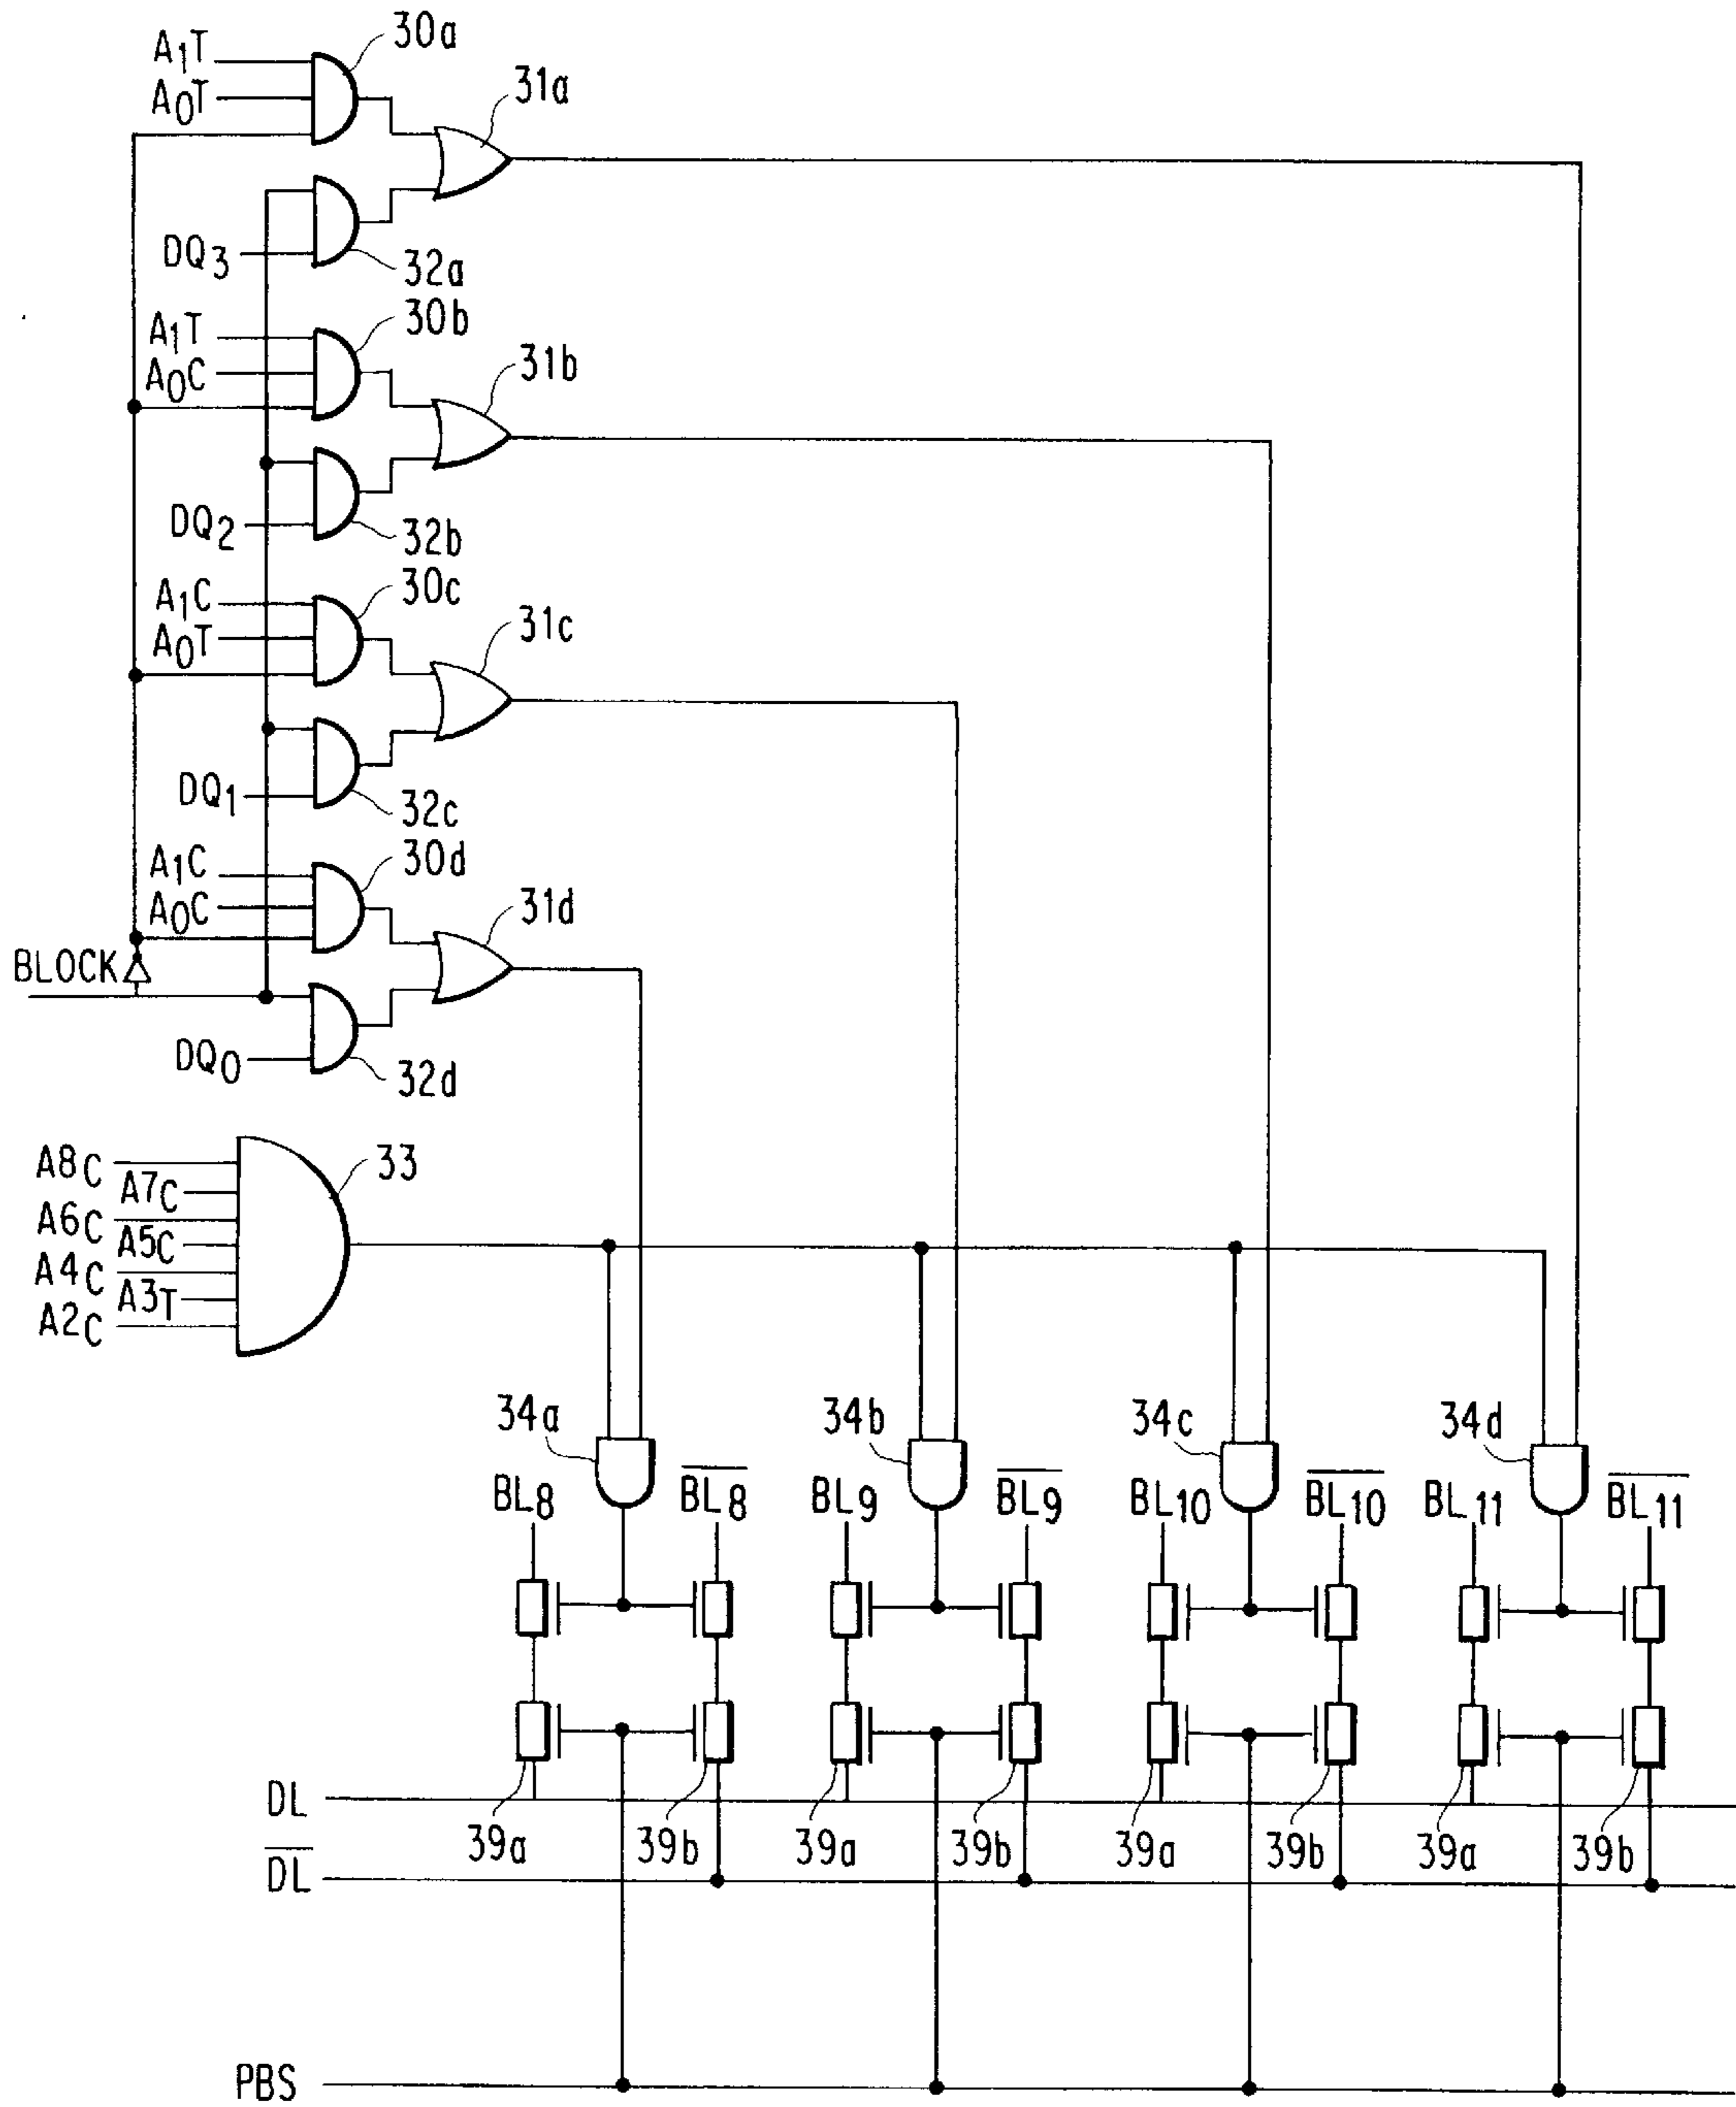 30a
A1T
A0T
31a
DQ3
32a
30b
A1T
A0C
31b
DQ2
32b
30c
A1C
A0T
31c
DQ1
32c
30d
A1C
A0C
31d
BLOCK
DQ0
32d
33
A8C
A7C
A6C
A5C
A4C
A3T
A2C
34a
34b
34c
34d
BL8
BL8
BL9
BL9
BL10
BL10
BL11
BL11
DL
39a
39b
39a
39b
39a
39b
39a
39b
DL
PBS